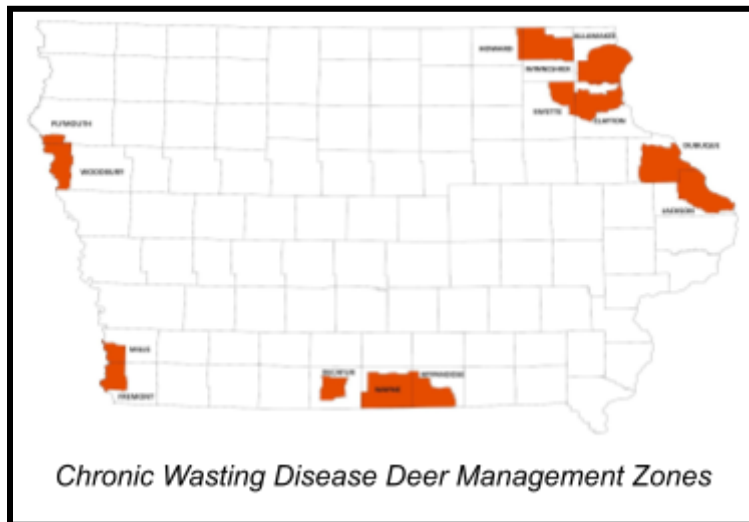 HOWARD
ALLAMAKEE
WINNESHIEK
FAYETTE
CLAYTON
DUBUQUE
JACKSON
PLYMOUTH
WOODBURY
MILLS
FREMONT
DECATUR
WAYNE
APPANOOSE
Chronic Wasting Disease Deer Management Zones